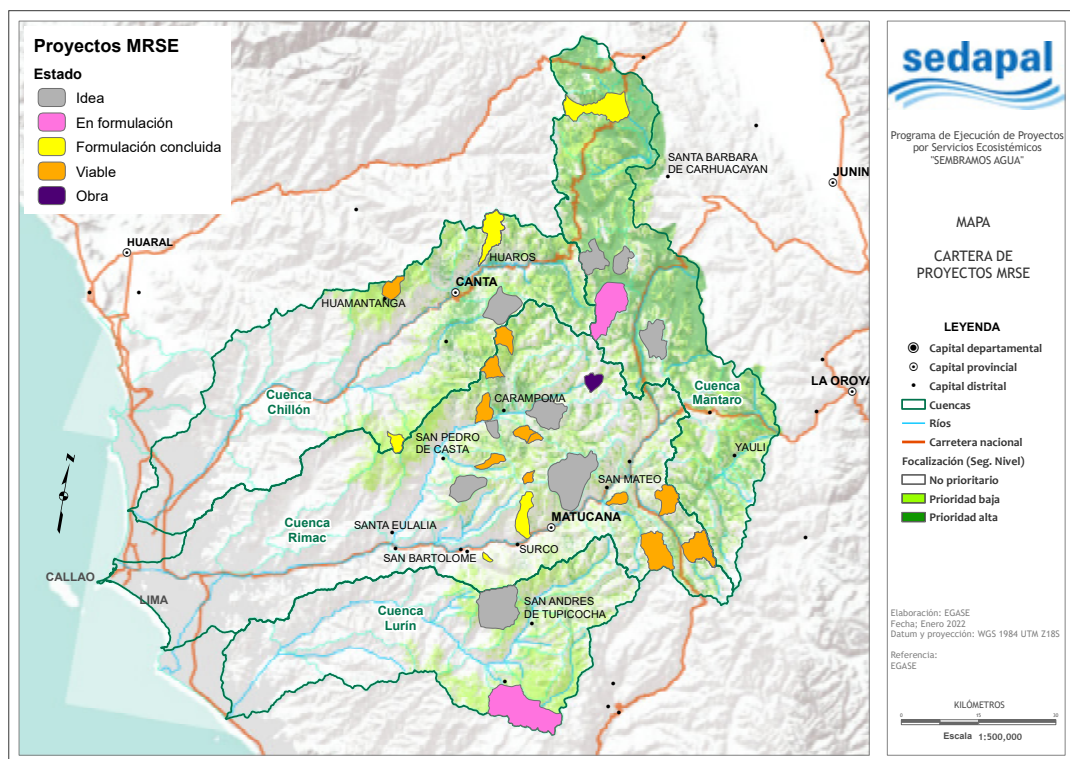 Proyectos MRSE
Estado
Idea
En formulación
Formulación concluida
Viable
Obra
SANTA BARBARA
DE CARHUACAYAN
JUNIN
HUARAL
HUAROS
CANTA
HUAMANTANGA
LA OROYA
Cuenca
Mantaro
Cuenca
Chillón
CARAMPOMA
SAN PEDRO
DE CASTA
YAULI
SAN MATEO
MATUCANA
SANTA EULALIA
Cuenca
Rimac
SURCO
SAN BARTOLOME
CALLAO
LIMA
SAN ANDRES
DE TUPICOCHA
Cuenca
Lurín
Z
sedapal
Programa de Ejecución de Proyectos
por Servicios Ecosistémicos
"SEMBRAMOS AGUA"
MAPA
CARTERA DE
PROYECTOS MRSE
LEYENDA
Capital departamental
Capital provincial
Capital distrital
Cuencas
Ríos
Carretera nacional
Focalización (Seg. Nivel)
No prioritario
Prioridad baja
Prioridad alta
Elaboración: EGASE
Fecha; Enero 2022
Datum y proyección: WGS 1984 UTM Z18S
Referencia:
EGASE
KILÓMETROS
0 15 30
Escala 1:500,000